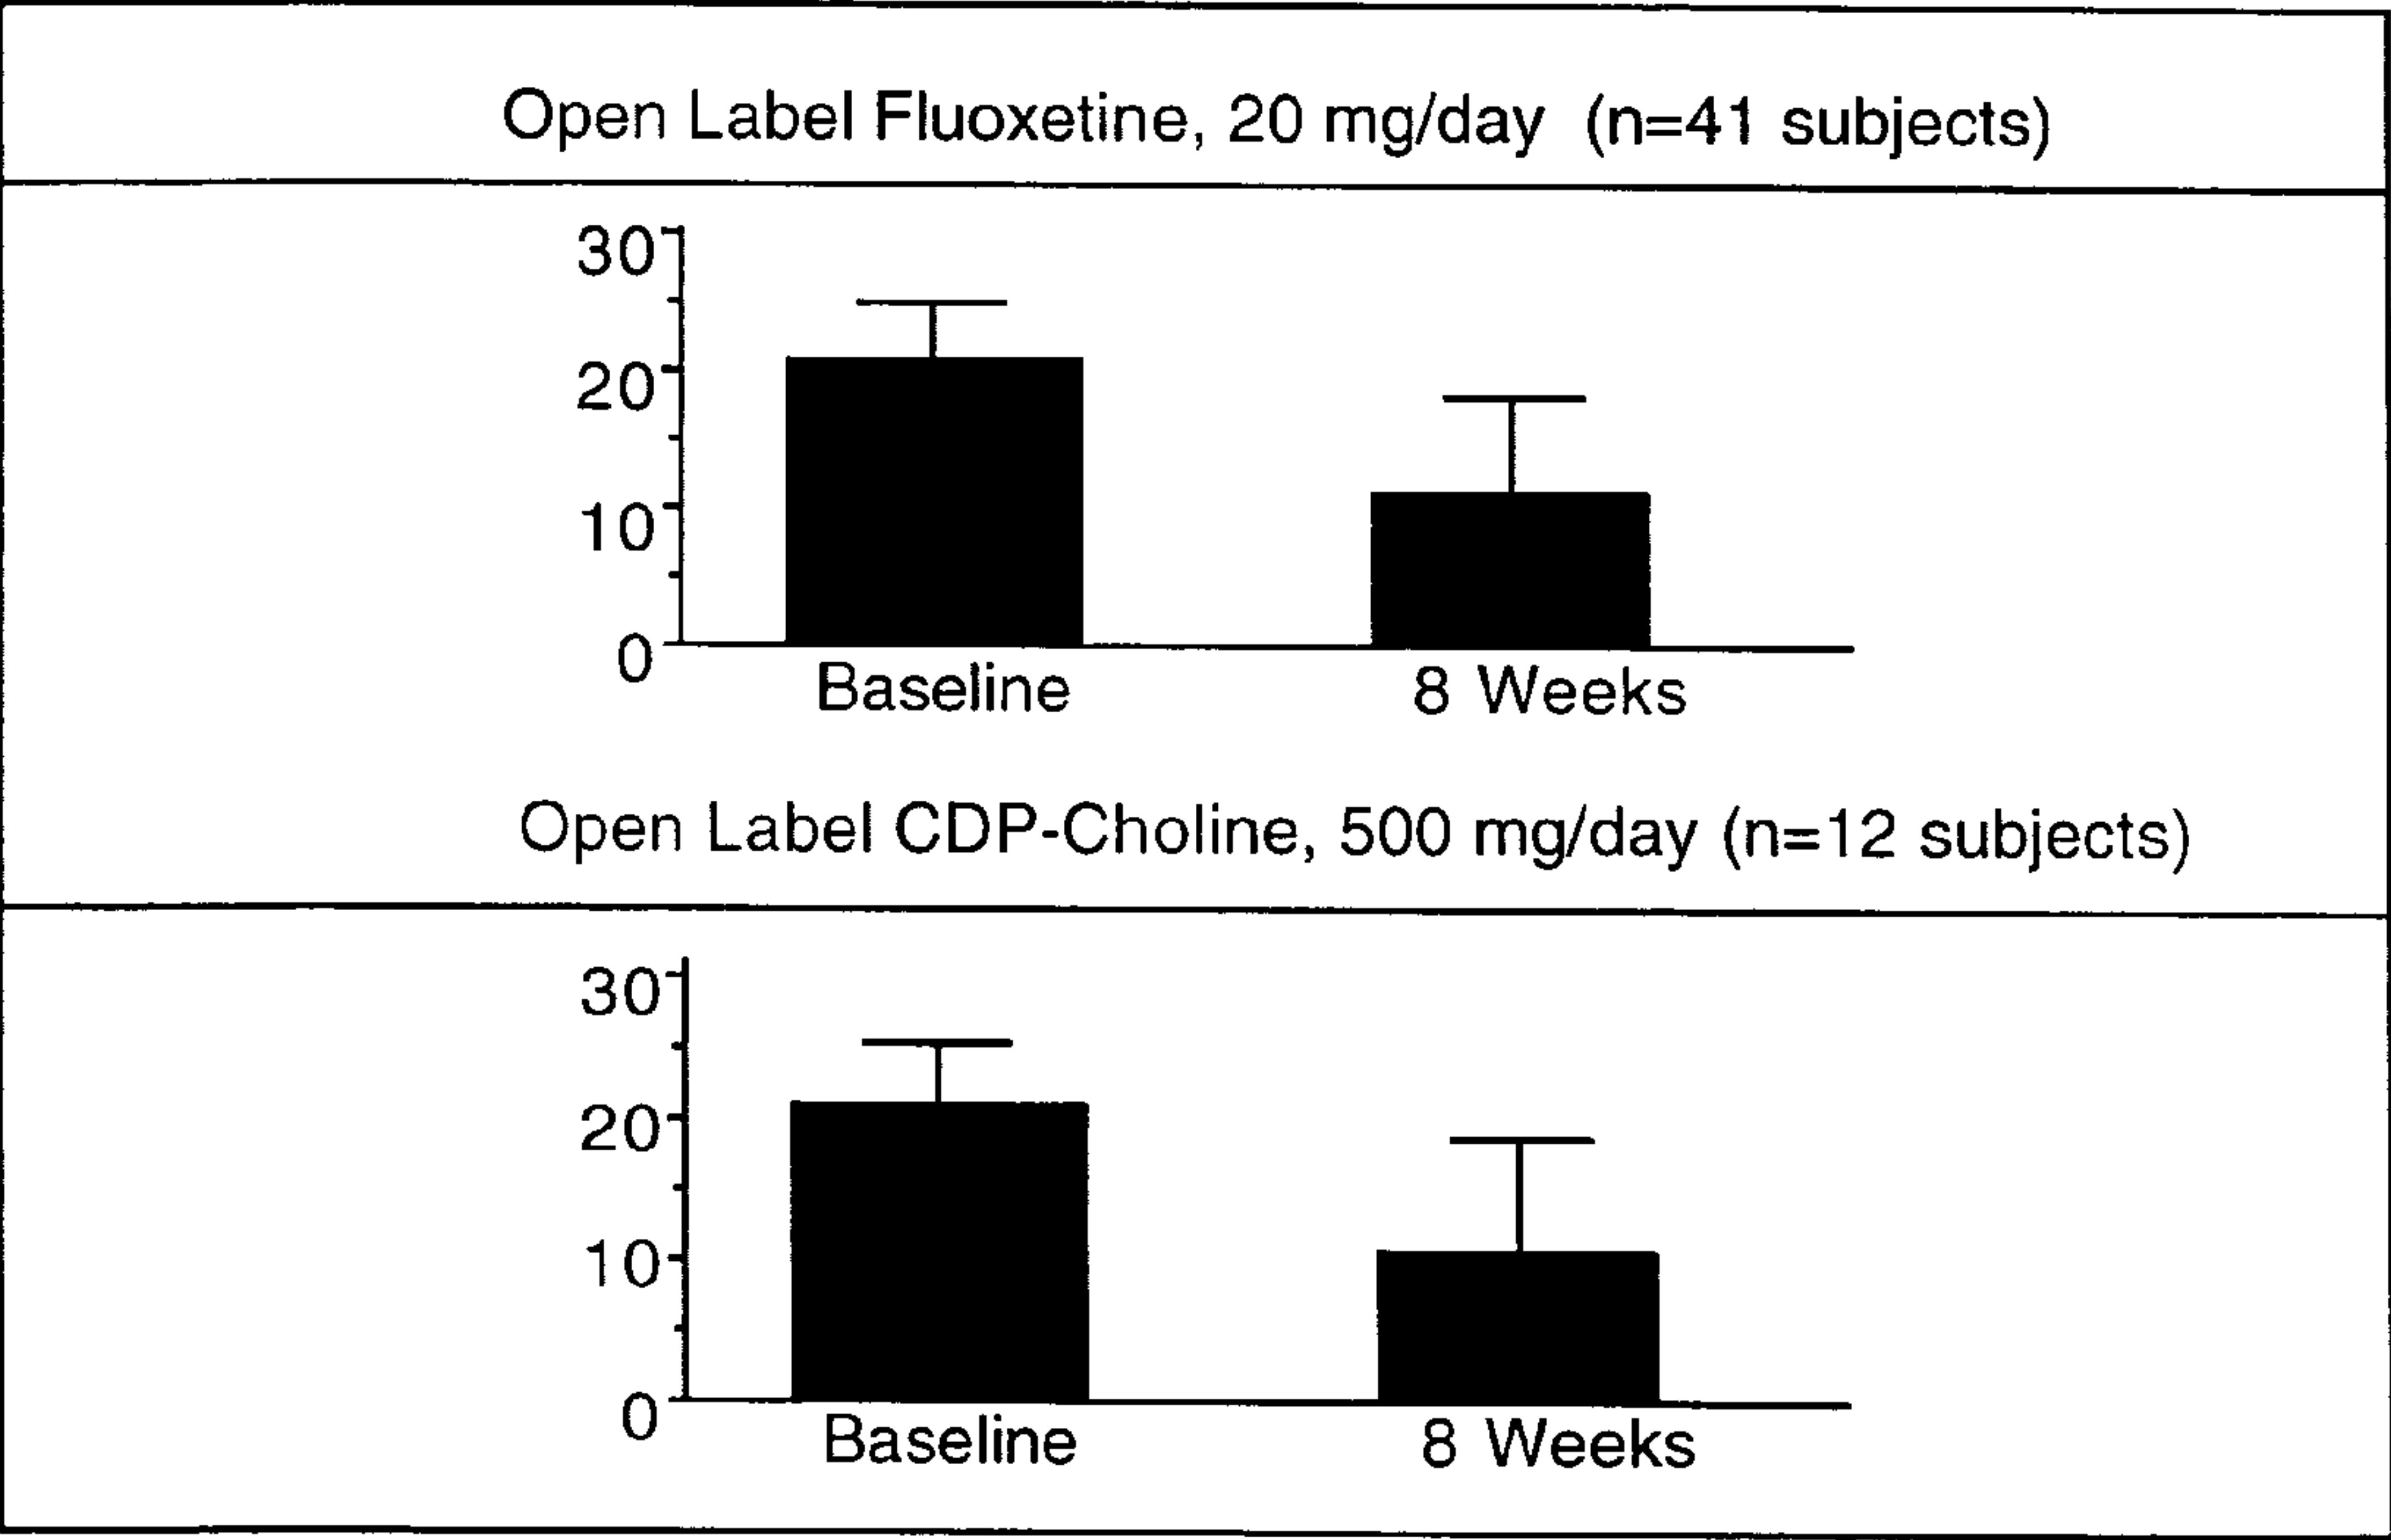 Open Label Fluoxetine, 20 mg/day (n=41 subjects)
30
20
10
0
Baseline 8 Weeks
Open Label CDP-Choline, 500 mg/day (n=12 subjects)
30
20
10
0
Baseline 8 Weeks